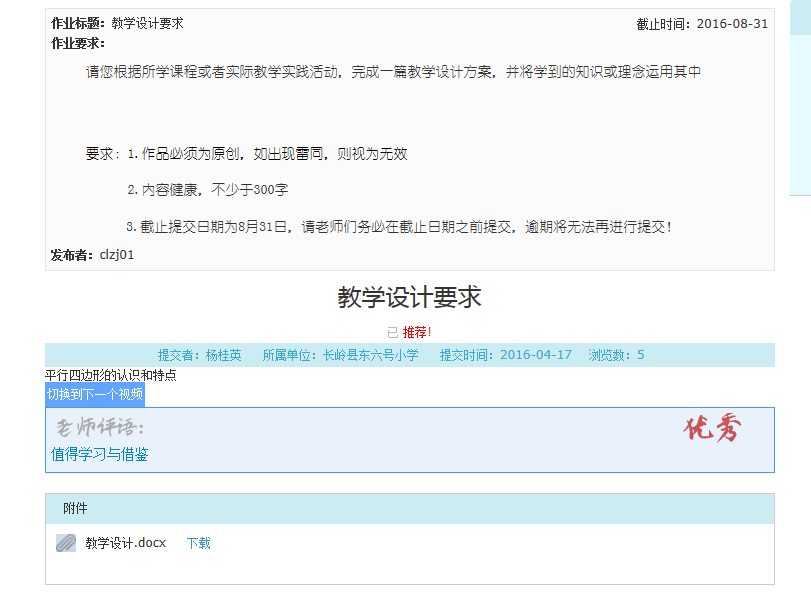 作业标题：教学设计要求 截止时间：2016-08-31
作业要求：
请您根据所学课程或者实际教学实践活动，完成一篇教学设计方案，并将学到的知识或理念运用其中
要求：1. 作品必须为原创，如出现雷同，则视为无效
2. 内容健康，不少于300字
3. 截止提交日期为8月31日，请老师们务必在截止日期之前提交，逾期将无法再进行提交！
发布者：clzj01
教学设计要求
已 推荐!
提交者：杨桂英 所属单位：长岭县东六号小学 提交时间：2016-04-17 浏览数：5
平行四边形的认识和特点
切换到下一个视频
老师评语： 优秀
值得学习与借鉴
附件
教学设计.docx 下载